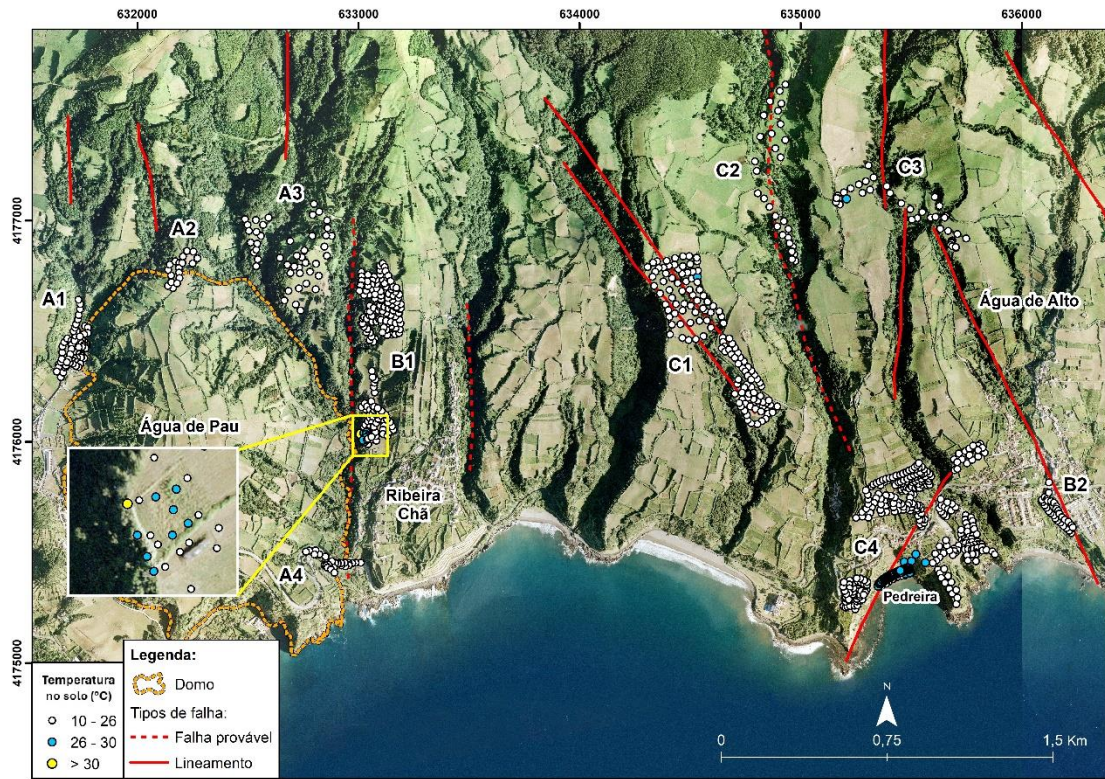 632000
633000
634000
635000
636000
4177000
4176000
4175000
A1
A2
A3
A4
B1
B2
C1
C2
C3
C4
Água de Pau
Ribeira
Chã
Água de Alto
Pedreira
Temperatura
no solo (°C)
10 - 26
26 - 30
> 30
Legenda:
Domo
Tipos de falha:
Falha provável
Lineamento
N
0
0,75
1,5 Km